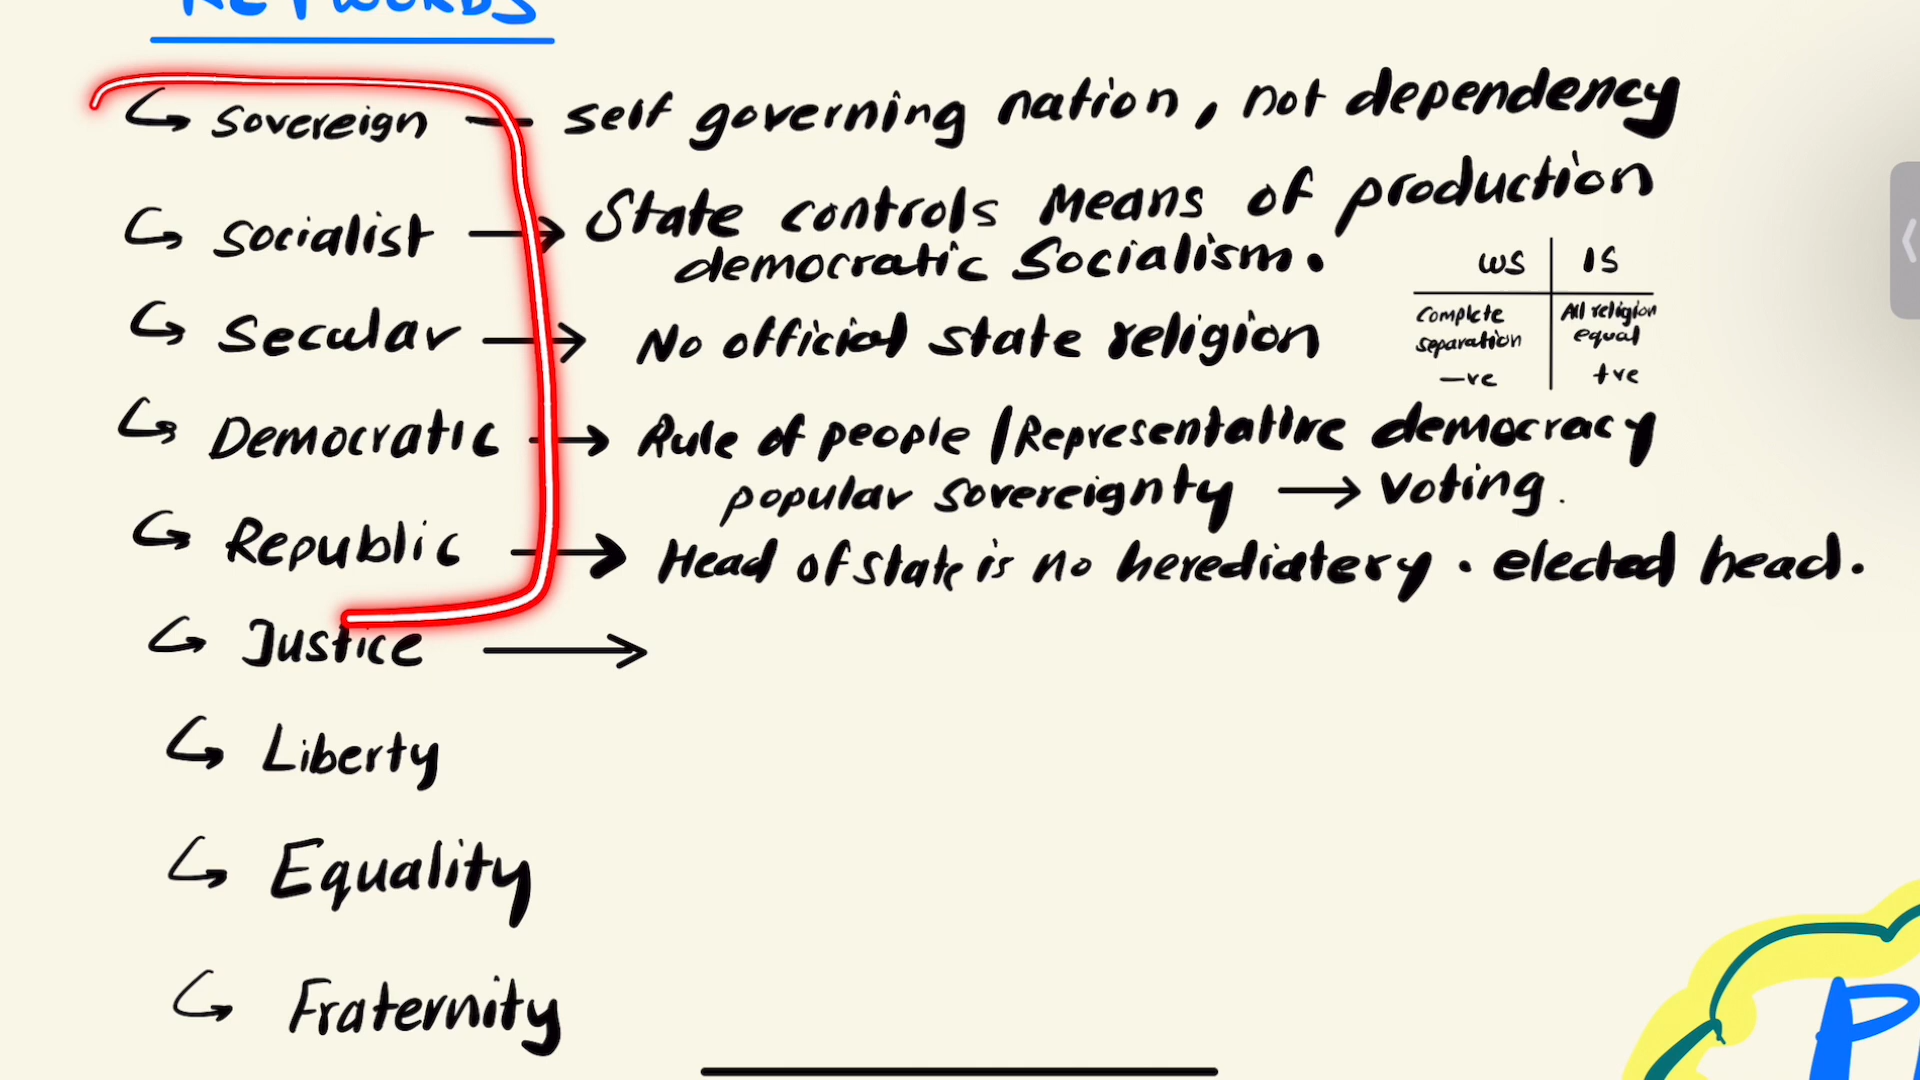 KEYWORDS
↳ Sovereign — self governing nation, not dependency
↳ Socialist → State controls means of production
democratic Socialism.
WS | IS
Complete separation -ve | All religion equal +ve
↳ Secular → No official state religion
↳ Democratic → Rule of people / Representative democracy
popular sovereignty → voting.
↳ Republic → Head of state is no herediatery. elected head.
↳ Justice →
↳ Liberty
↳ Equality
↳ Fraternity